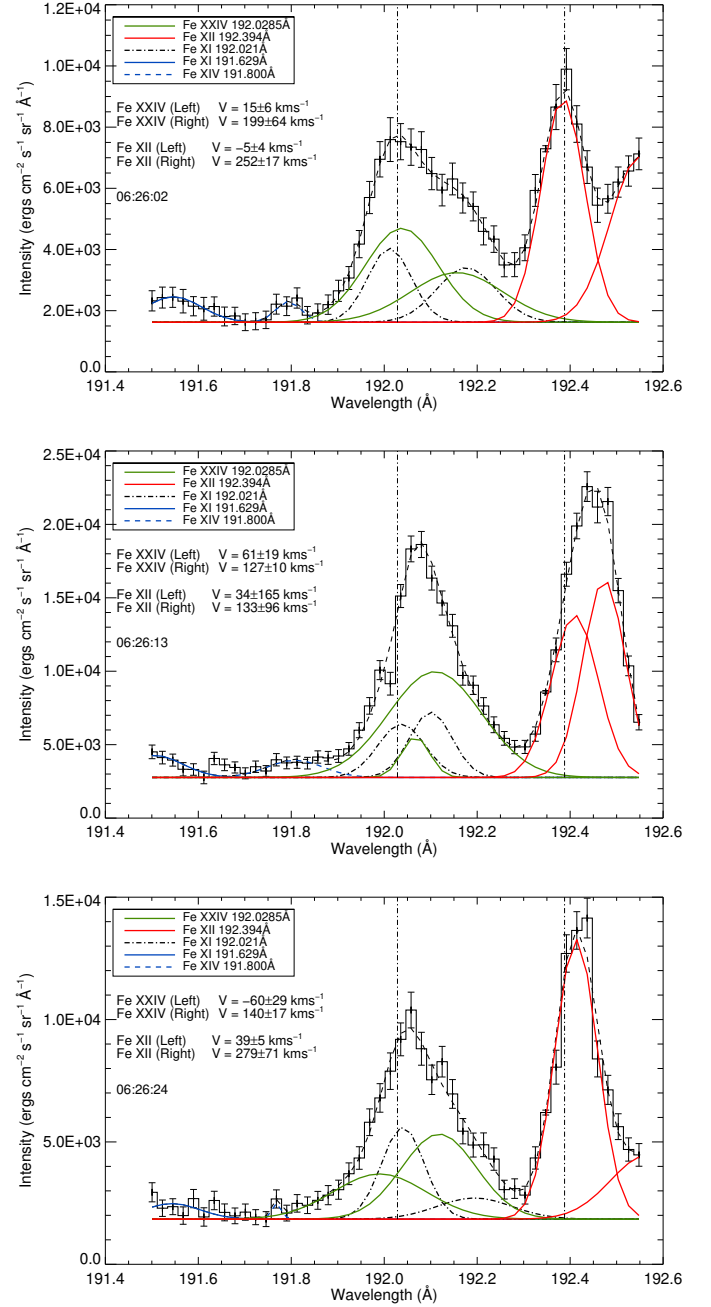 1.2E+04
1.0E+04
8.0E+03
6.0E+03
4.0E+03
2.0E+03
0.0
Intensity (ergs cm⁻² s⁻¹ sr⁻¹ Å⁻¹)
Fe XXIV 192.0285Å
Fe XII 192.394Å
Fe XI 192.021Å
Fe XI 191.629Å
Fe XIV 191.800Å
Fe XXIV (Left) V = 15±6 kms⁻¹
Fe XXIV (Right) V = 199±64 kms⁻¹
Fe XII (Left) V = −5±4 kms⁻¹
Fe XII (Right) V = 252±17 kms⁻¹
06:26:02
191.4 191.6 191.8 192.0 192.2 192.4 192.6
Wavelength (Å)
2.5E+04
2.0E+04
1.5E+04
1.0E+04
5.0E+03
0.0
Intensity (ergs cm⁻² s⁻¹ sr⁻¹ Å⁻¹)
Fe XXIV 192.0285Å
Fe XII 192.394Å
Fe XI 192.021Å
Fe XI 191.629Å
Fe XIV 191.800Å
Fe XXIV (Left) V = 61±19 kms⁻¹
Fe XXIV (Right) V = 127±10 kms⁻¹
Fe XII (Left) V = 34±165 kms⁻¹
Fe XII (Right) V = 133±96 kms⁻¹
06:26:13
191.4 191.6 191.8 192.0 192.2 192.4 192.6
Wavelength (Å)
1.5E+04
1.0E+04
5.0E+03
0.0
Intensity (ergs cm⁻² s⁻¹ sr⁻¹ Å⁻¹)
Fe XXIV 192.0285Å
Fe XII 192.394Å
Fe XI 192.021Å
Fe XI 191.629Å
Fe XIV 191.800Å
Fe XXIV (Left) V = −60±29 kms⁻¹
Fe XXIV (Right) V = 140±17 kms⁻¹
Fe XII (Left) V = 39±5 kms⁻¹
Fe XII (Right) V = 279±71 kms⁻¹
06:26:24
191.4 191.6 191.8 192.0 192.2 192.4 192.6
Wavelength (Å)